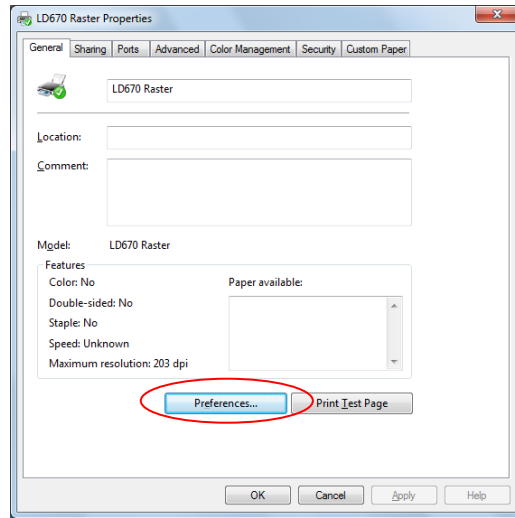 LD670 Raster Properties
General Sharing Ports Advanced Color Management Security Custom Paper
LD670 Raster
Location:
Comment:
Model: LD670 Raster
Features
Color: No Paper available:
Double-sided: No
Staple: No
Speed: Unknown
Maximum resolution: 203 dpi
Preferences... Print Test Page
OK Cancel Apply Help